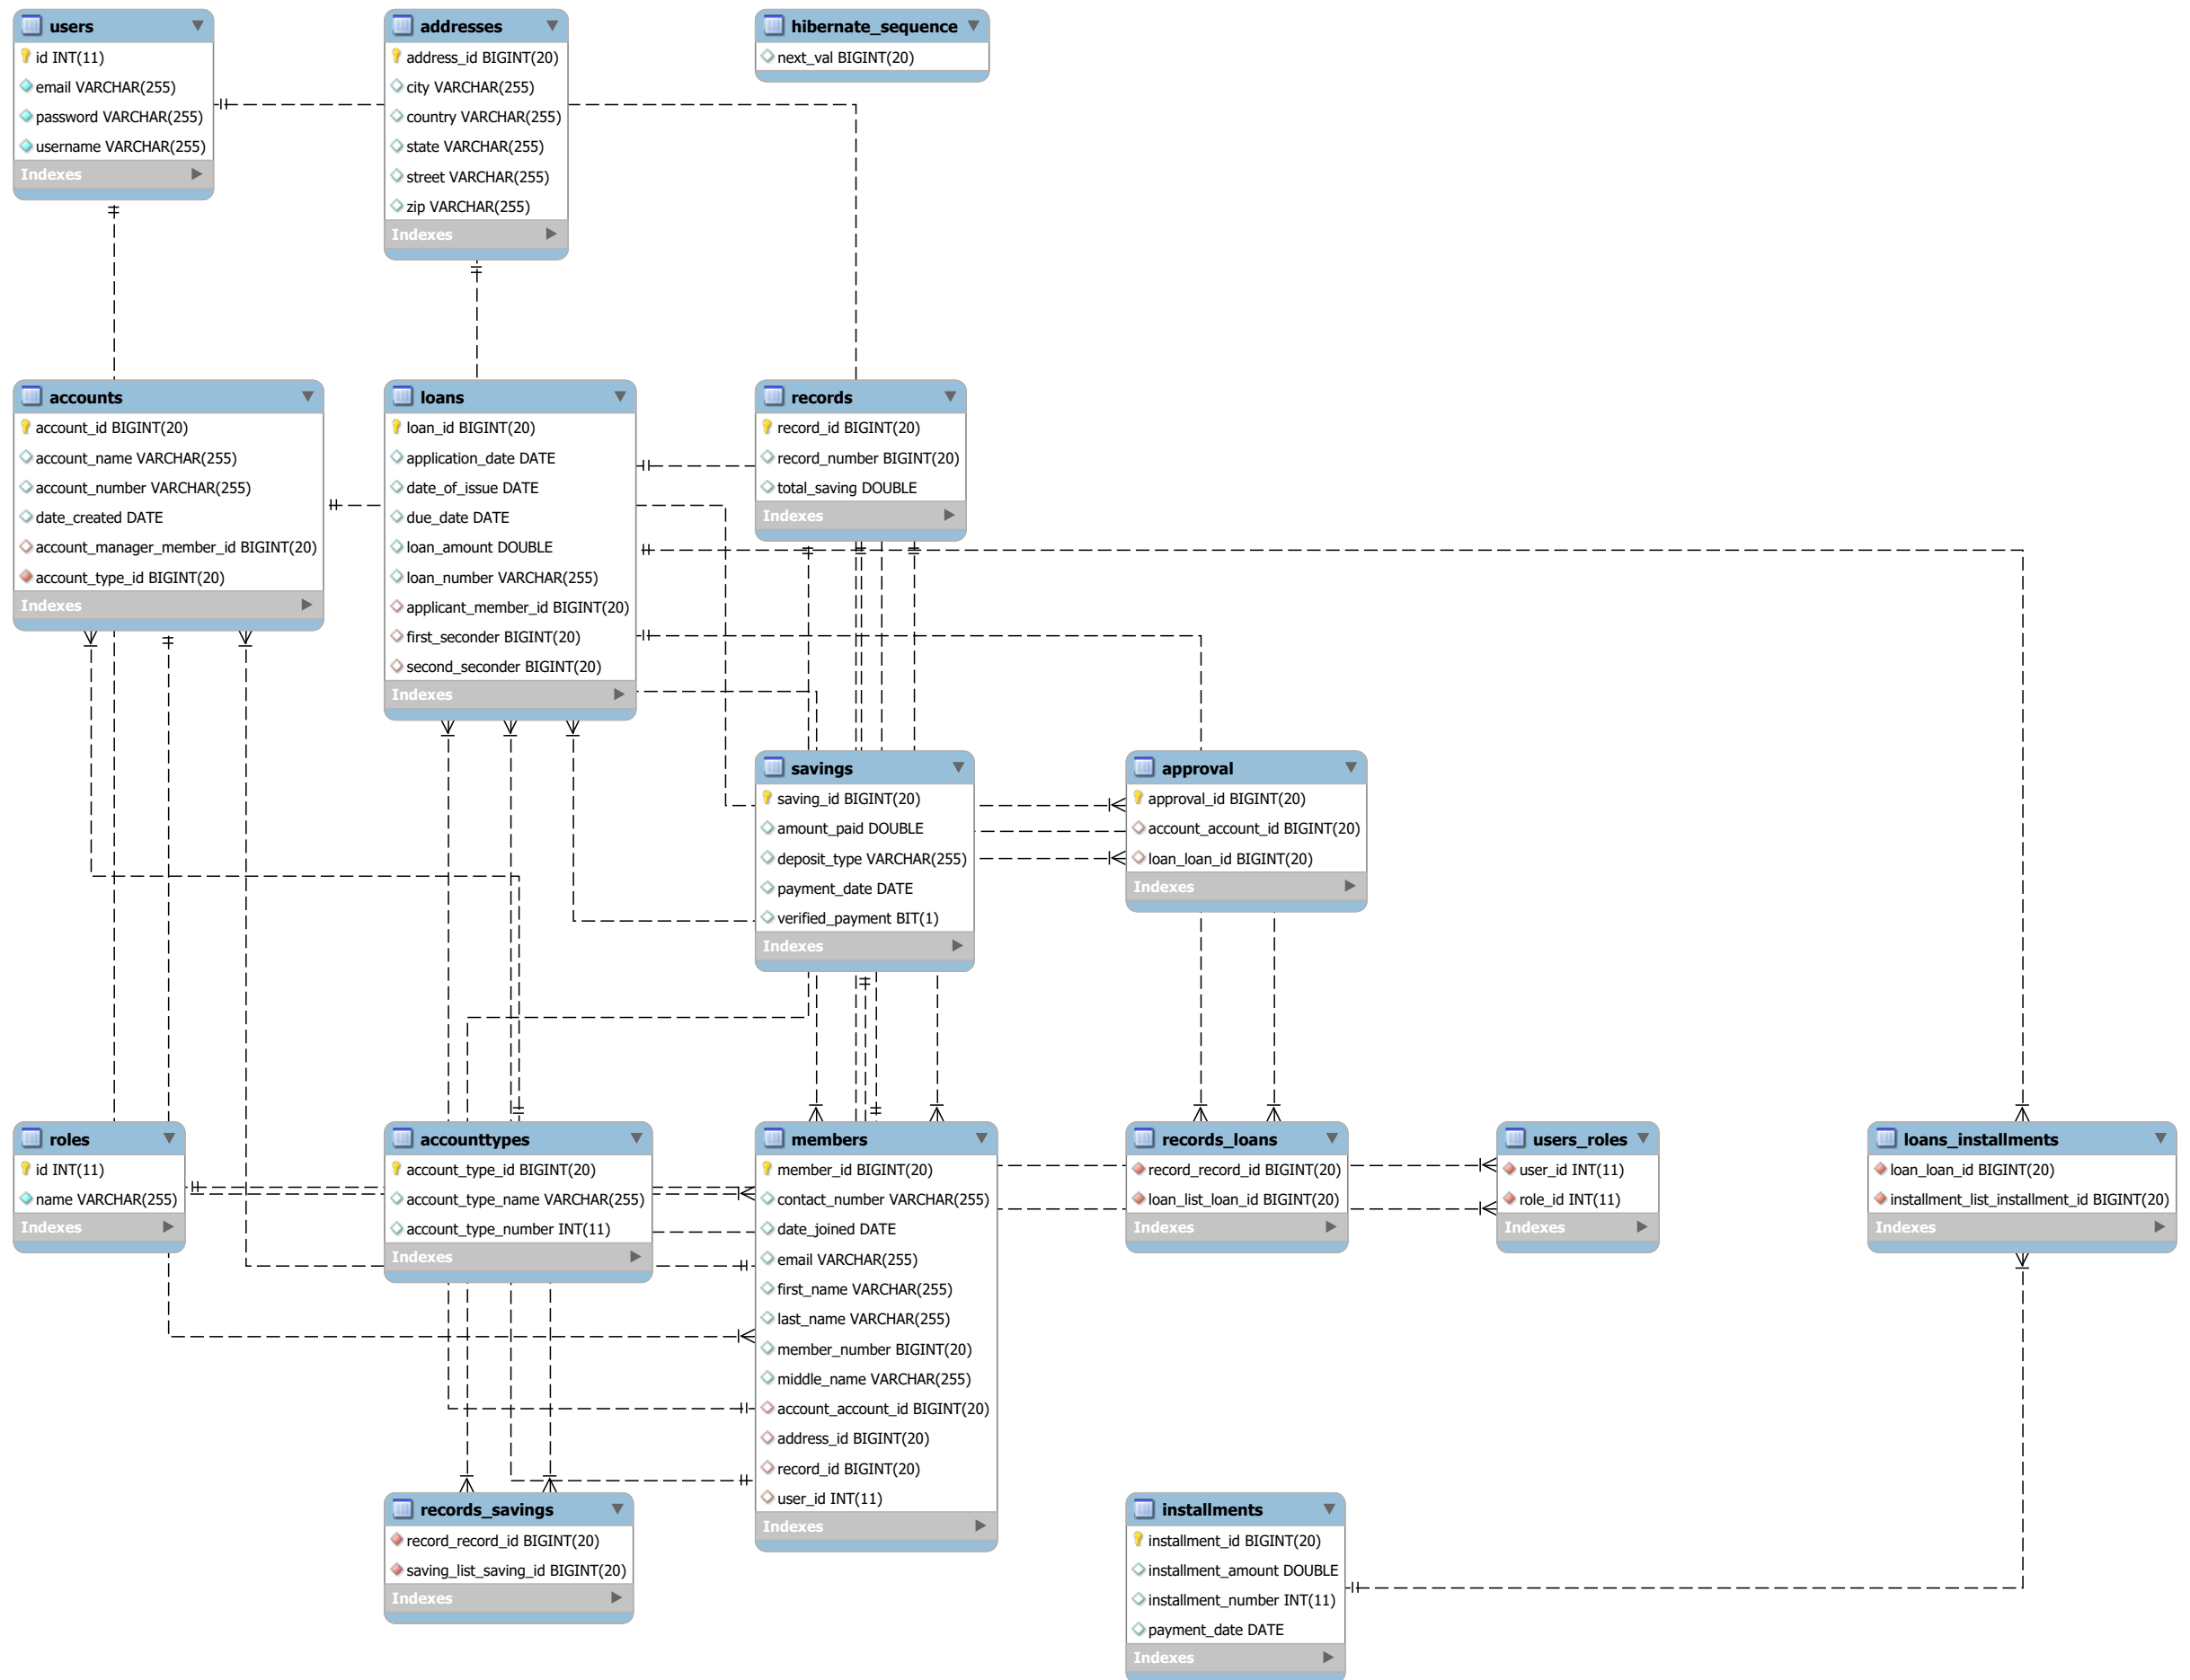 users
id INT(11)
email VARCHAR(255)
password VARCHAR(255)
username VARCHAR(255)
Indexes
addresses
address_id BIGINT(20)
city VARCHAR(255)
country VARCHAR(255)
state VARCHAR(255)
street VARCHAR(255)
zip VARCHAR(255)
Indexes
hibernate_sequence
next_val BIGINT(20)
accounts
account_id BIGINT(20)
account_name VARCHAR(255)
account_number VARCHAR(255)
date_created DATE
account_manager_member_id BIGINT(20)
account_type_id BIGINT(20)
Indexes
loans
loan_id BIGINT(20)
application_date DATE
date_of_issue DATE
due_date DATE
loan_amount DOUBLE
loan_number VARCHAR(255)
applicant_member_id BIGINT(20)
first_seconder BIGINT(20)
second_seconder BIGINT(20)
Indexes
records
record_id BIGINT(20)
record_number BIGINT(20)
total_saving DOUBLE
Indexes
savings
saving_id BIGINT(20)
amount_paid DOUBLE
deposit_type VARCHAR(255)
payment_date DATE
verified_payment BIT(1)
Indexes
approval
approval_id BIGINT(20)
account_account_id BIGINT(20)
loan_loan_id BIGINT(20)
Indexes
roles
id INT(11)
name VARCHAR(255)
Indexes
accounttypes
account_type_id BIGINT(20)
account_type_name VARCHAR(255)
account_type_number INT(11)
Indexes
members
member_id BIGINT(20)
contact_number VARCHAR(255)
date_joined DATE
email VARCHAR(255)
first_name VARCHAR(255)
last_name VARCHAR(255)
member_number BIGINT(20)
middle_name VARCHAR(255)
account_account_id BIGINT(20)
address_id BIGINT(20)
record_id BIGINT(20)
user_id INT(11)
Indexes
records_loans
record_record_id BIGINT(20)
loan_list_loan_id BIGINT(20)
Indexes
users_roles
user_id INT(11)
role_id INT(11)
Indexes
loans_installments
loan_loan_id BIGINT(20)
installment_list_installment_id BIGINT(20)
Indexes
records_savings
record_record_id BIGINT(20)
saving_list_saving_id BIGINT(20)
Indexes
installments
installment_id BIGINT(20)
installment_amount DOUBLE
installment_number INT(11)
payment_date DATE
Indexes